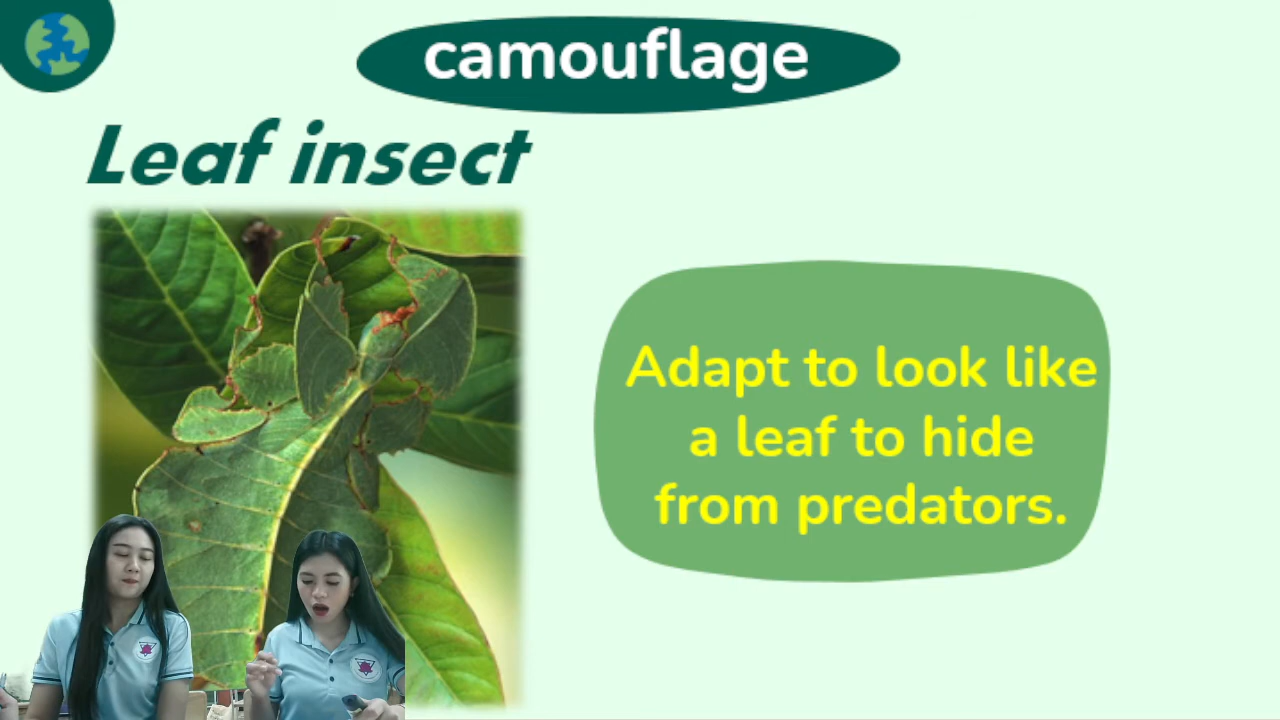 camouflage
Leaf insect
Adapt to look like
a leaf to hide
from predators.